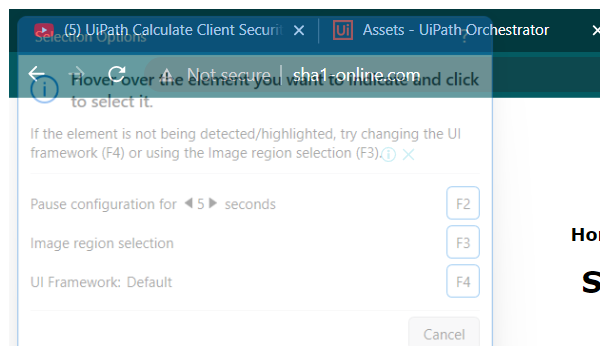 (5) UiPath Calculate Client Securit
Ui Assets - UiPath Orchestrator
Selection Options ?
Not secure sha1-online.com
Hover over the element you want to indicate and click
to select it.
If the element is not being detected/highlighted, try changing the UI
framework (F4) or using the Image region selection (F3).
Pause configuration for 5 seconds F2
Image region selection F3
UI Framework: Default F4
Cancel
Hor
S